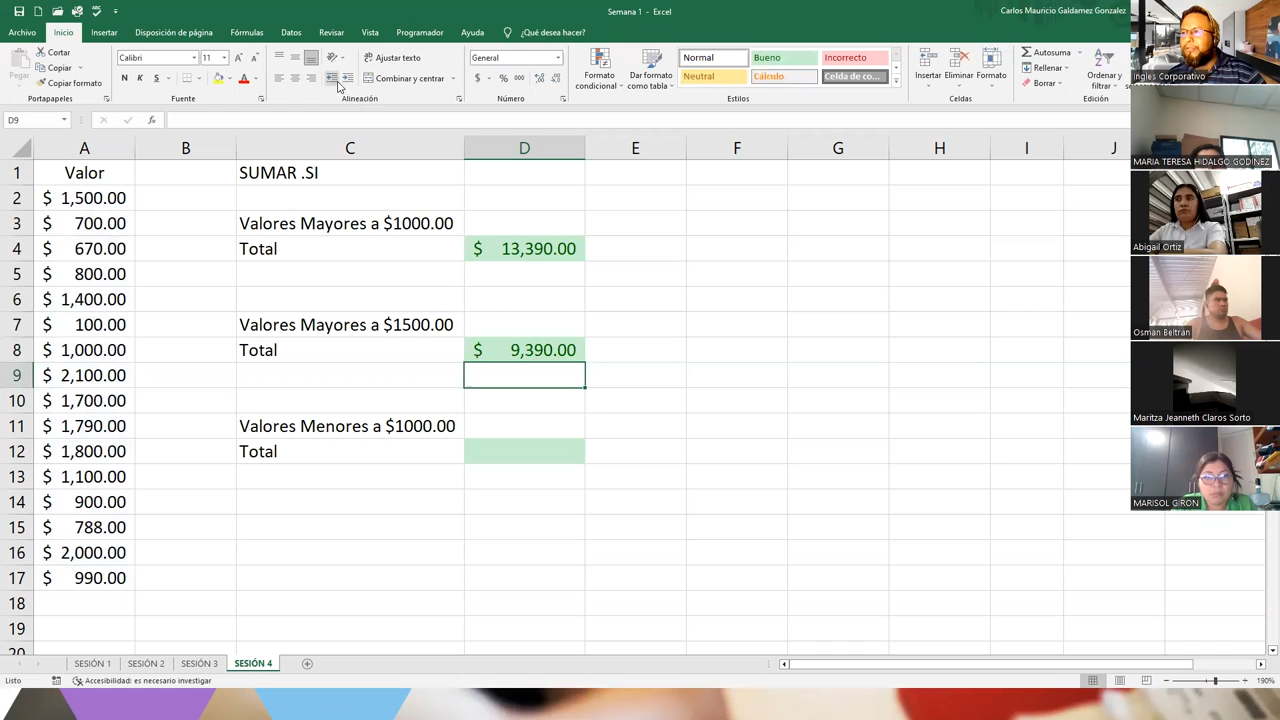 Semana 1 - Excel
Carlos Mauricio Galdamez Gonzalez
Archivo Inicio Insertar Disposición de página Fórmulas Datos Revisar Vista Programador Ayuda ¿Qué desea hacer?
Pegar
Cortar
Copiar
Copiar formato
Portapapeles
Calibri 11
N K S
Fuente
Ajustar texto
Combinar y centrar
Alineación
General
$ % 000
Número
Formato condicional
Dar formato como tabla
Normal Bueno Incorrecto
Neutral Cálculo Celda de co...
Estilos
Insertar Eliminar Formato
Celdas
Autosuma
Rellenar
Borrar
Ordenar y filtrar
Edición
D9 fx
A B C D E F G H I J
1 Valor SUMAR .SI
2 $ 1,500.00
3 $ 700.00 Valores Mayores a $1000.00
4 $ 670.00 Total $ 13,390.00
5 $ 800.00
6 $ 1,400.00
7 $ 100.00 Valores Mayores a $1500.00
8 $ 1,000.00 Total $ 9,390.00
9 $ 2,100.00
10 $ 1,700.00
11 $ 1,790.00 Valores Menores a $1000.00
12 $ 1,800.00 Total
13 $ 1,100.00
14 $ 900.00
15 $ 788.00
16 $ 2,000.00
17 $ 990.00
18
19
20
SESIÓN 1 SESIÓN 2 SESIÓN 3 SESIÓN 4
Listo Accesibilidad: es necesario investigar 190%
Ingles Corporativo
MARIA TERESA HIDALGO GODINEZ
Abigail Ortiz
Osman Beltrán
Maritza Jeanneth Claros Sorto
MARISOL GIRON